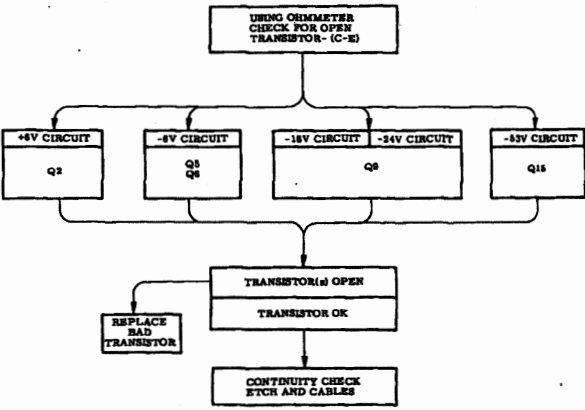 USING OHMMETER
CHECK FOR OPEN
TRANSISTOR- (C-E)
+6V CIRCUIT
Q2
-6V CIRCUIT
Q5
Q6
-18V CIRCUIT
-24V CIRCUIT
Q9
-53V CIRCUIT
Q15
TRANSISTOR(s) OPEN
TRANSISTOR OK
REPLACE
BAD
TRANSISTOR
CONTINUITY CHECK
ETCH AND CABLES